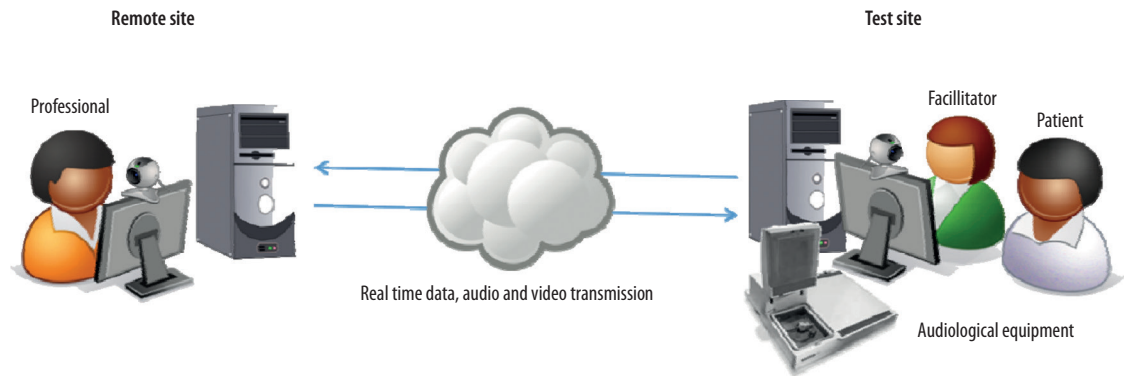 Remote site
Test site
Professional
Facillitator
Patient
Real time data, audio and video transmission
Audiological equipment